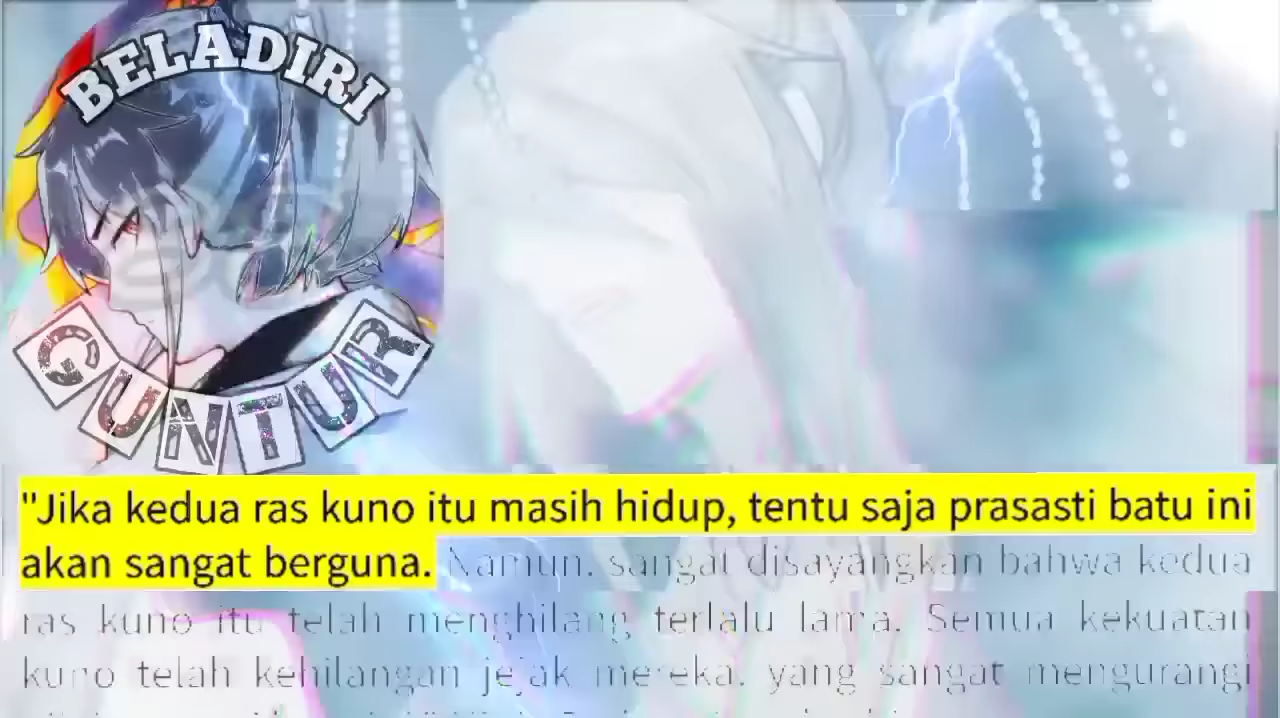 BELADIRI
GUNTUR
"Jika kedua ras kuno itu masih hidup, tentu saja prasasti batu ini
akan sangat berguna. Namun, sangat disayangkan bahwa kedua
ras kuno itu telah menghilang terlalu lama. Semua kekuatan
kuno telah kehilangan jejak mereka, yang sangat mengurangi